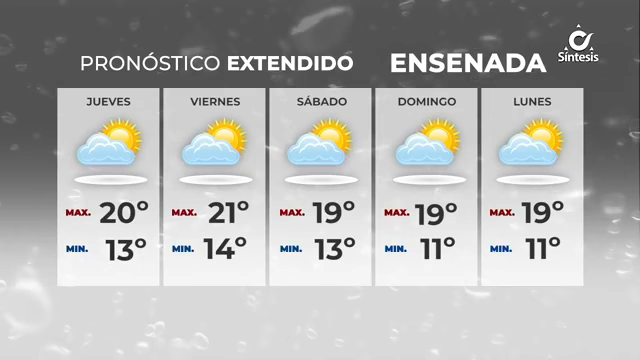 PRONÓSTICO EXTENDIDO ENSENADA
Síntesis
JUEVES VIERNES SÁBADO DOMINGO LUNES
MAX. 20° MAX. 21° MAX. 19° MAX. 19° MAX. 19°
MIN. 13° MIN. 14° MIN. 13° MIN. 11° MIN. 11°